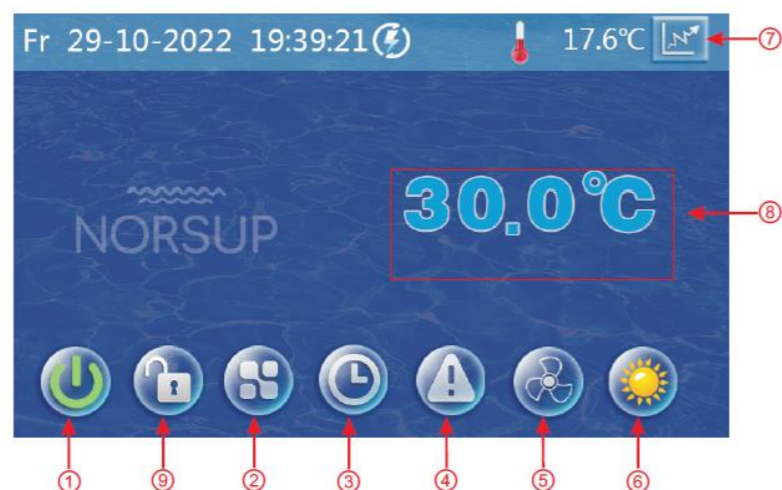 Fr 29-10-2022 19:39:21 17.6℃ ⑦
NORSUP
30.0℃ ⑧
① ⑨ ② ③ ④ ⑤ ⑥